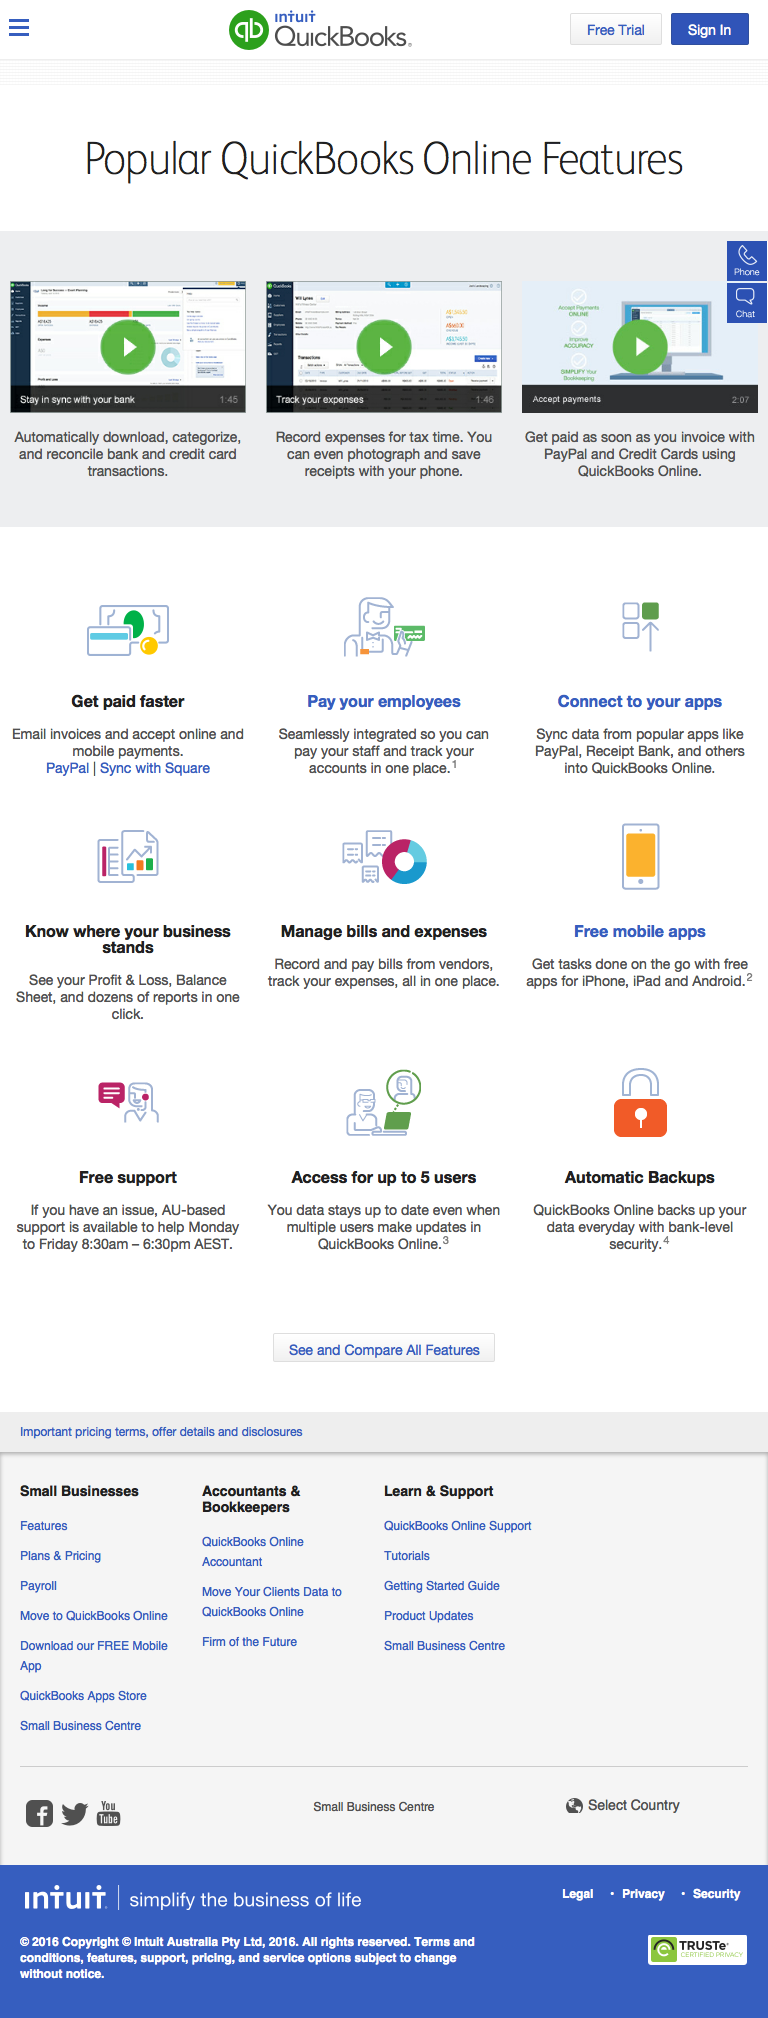 intuit
QuickBooks.
Free Trial
Sign In
Popular QuickBooks Online Features
Phone
Chat
Stay in sync with your bank 1:45
Automatically download, categorize,
and reconcile bank and credit card
transactions.
QuickBooks
Will Lynes
Transactions
Track your expenses 1:46
Record expenses for tax time. You
can even photograph and save
receipts with your phone.
Accept Payments
ONLINE
Improve
ACCURACY
SIMPLIFY Your
Bookkeeping
Accept payments 2:07
Get paid as soon as you invoice with
PayPal and Credit Cards using
QuickBooks Online.
Get paid faster
Email invoices and accept online and
mobile payments.
PayPal | Sync with Square
Pay your employees
Seamlessly integrated so you can
pay your staff and track your
accounts in one place.1
Connect to your apps
Sync data from popular apps like
PayPal, Receipt Bank, and others
into QuickBooks Online.
Know where your business
stands
See your Profit & Loss, Balance
Sheet, and dozens of reports in one
click.
Manage bills and expenses
Record and pay bills from vendors,
track your expenses, all in one place.
Free mobile apps
Get tasks done on the go with free
apps for iPhone, iPad and Android.2
Free support
If you have an issue, AU-based
support is available to help Monday
to Friday 8:30am – 6:30pm AEST.
Access for up to 5 users
You data stays up to date even when
multiple users make updates in
QuickBooks Online.3
Automatic Backups
QuickBooks Online backs up your
data everyday with bank-level
security.4
See and Compare All Features
Important pricing terms, offer details and disclosures
Small Businesses
Features
Plans & Pricing
Payroll
Move to QuickBooks Online
Download our FREE Mobile
App
QuickBooks Apps Store
Small Business Centre
Accountants &
Bookkeepers
QuickBooks Online
Accountant
Move Your Clients Data to
QuickBooks Online
Firm of the Future
Learn & Support
QuickBooks Online Support
Tutorials
Getting Started Guide
Product Updates
Small Business Centre
You
Tube
Small Business Centre
Select Country
intuit. simplify the business of life
Legal • Privacy • Security
© 2016 Copyright © Intuit Australia Pty Ltd, 2016. All rights reserved. Terms and
conditions, features, support, pricing, and service options subject to change
without notice.
TRUSTe
CERTIFIED PRIVACY